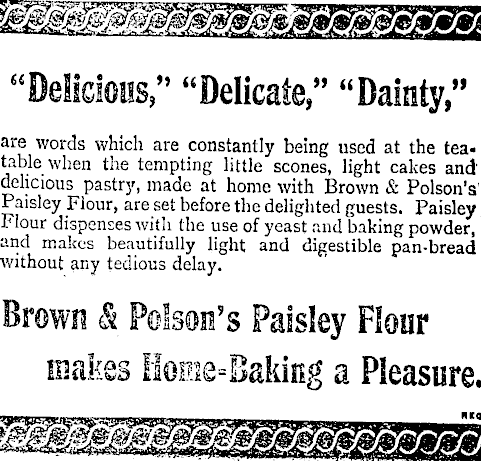 “Delicious,” “Delicate,” “Dainty,”
are words which are constantly being used at the tea-
table when the tempting little scones, light cakes and
delicious pastry, made at home with Brown & Polson's
Paisley Flour, are set before the delighted guests. Paisley
Flour dispenses with the use of yeast and baking powder,
and makes beautifully light and digestible pan-bread
without any tedious delay.
Brown & Polson's Paisley Flour
makes Home-Baking a Pleasure.